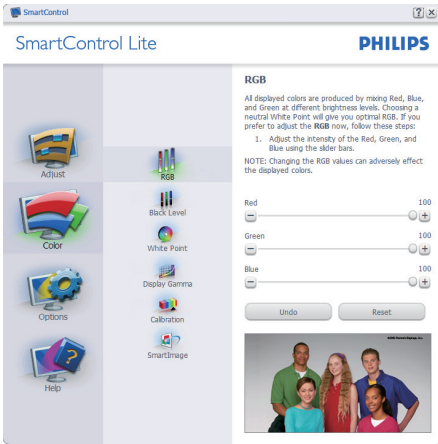 SmartControl
SmartControl Lite
PHILIPS
Adjust
Color
Options
Help
RGB
Black Level
White Point
Display Gamma
Calibration
SmartImage
RGB
All displayed colors are produced by mixing Red, Blue,
and Green at different brightness levels. Choosing a
neutral White Point will give you optimal RGB. If you
prefer to adjust the RGB now, follow these steps:
1. Adjust the intensity of the Red, Green, and
Blue using the slider bars.
NOTE: Changing the RGB values can adversely effect
the displayed colors.
Red 100
Green 100
Blue 100
Undo Reset